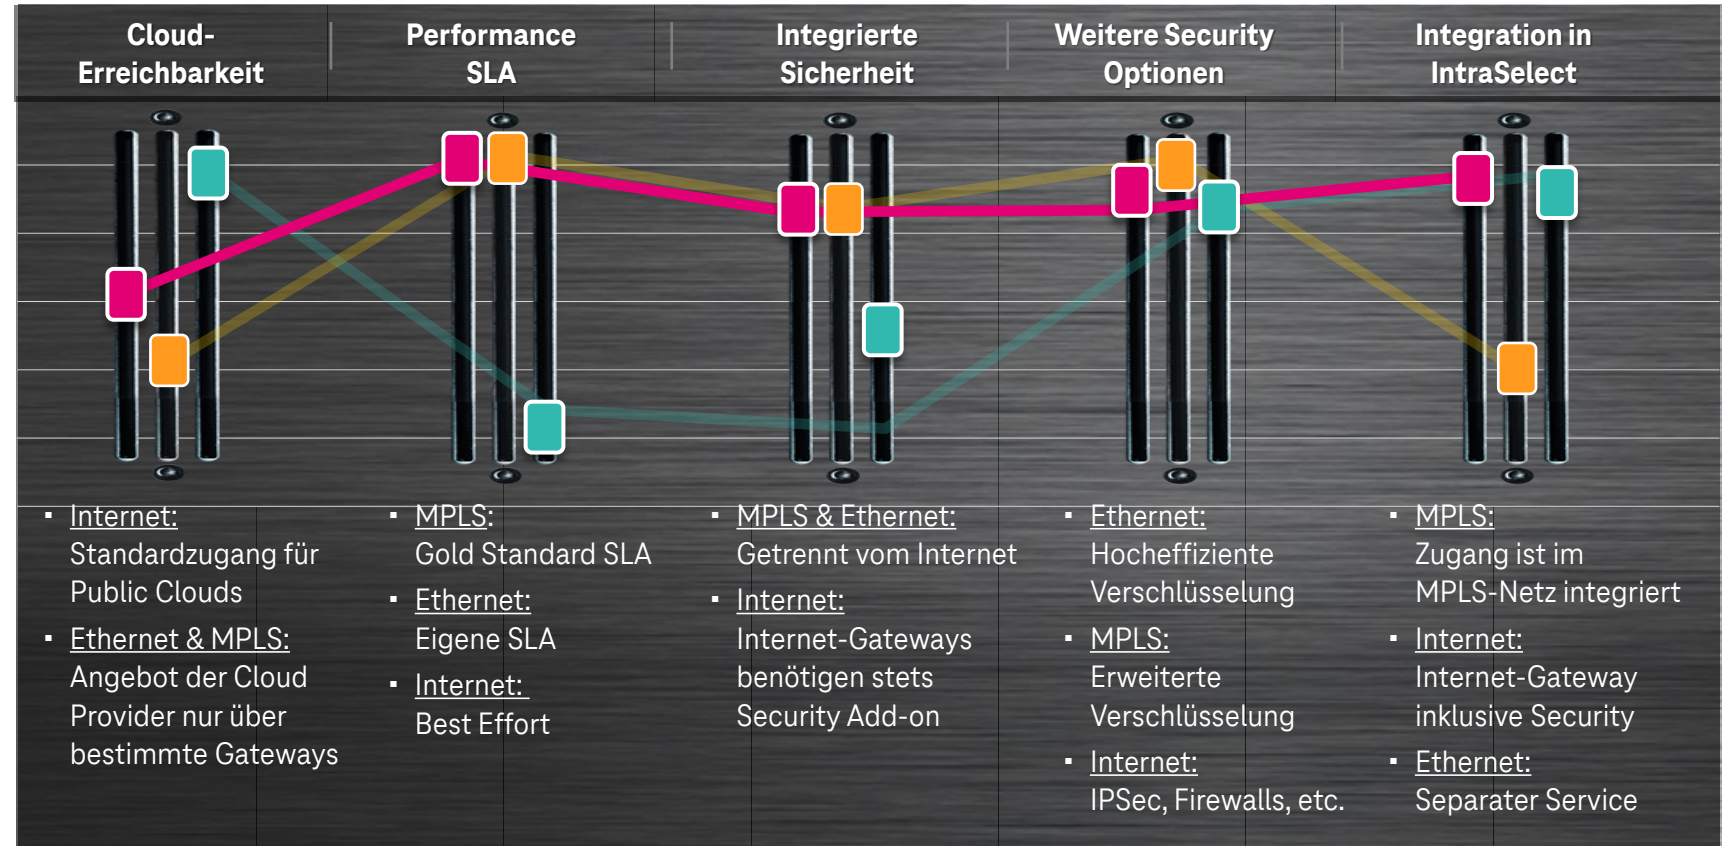 Cloud-
Erreichbarkeit
Performance
SLA
Integrierte
Sicherheit
Weitere Security
Optionen
Integration in
IntraSelect
▪ Internet:
Standardzugang für
Public Clouds
▪ Ethernet & MPLS:
Angebot der Cloud
Provider nur über
bestimmte Gateways
▪ MPLS:
Gold Standard SLA
▪ Ethernet:
Eigene SLA
▪ Internet:
Best Effort
▪ MPLS & Ethernet:
Getrennt vom Internet
▪ Internet:
Internet-Gateways
benötigen stets
Security Add-on
▪ Ethernet:
Hocheffiziente
Verschlüsselung
▪ MPLS:
Erweiterte
Verschlüsselung
▪ Internet:
IPSec, Firewalls, etc.
▪ MPLS:
Zugang ist im
MPLS-Netz integriert
▪ Internet:
Internet-Gateway
inklusive Security
▪ Ethernet:
Separater Service